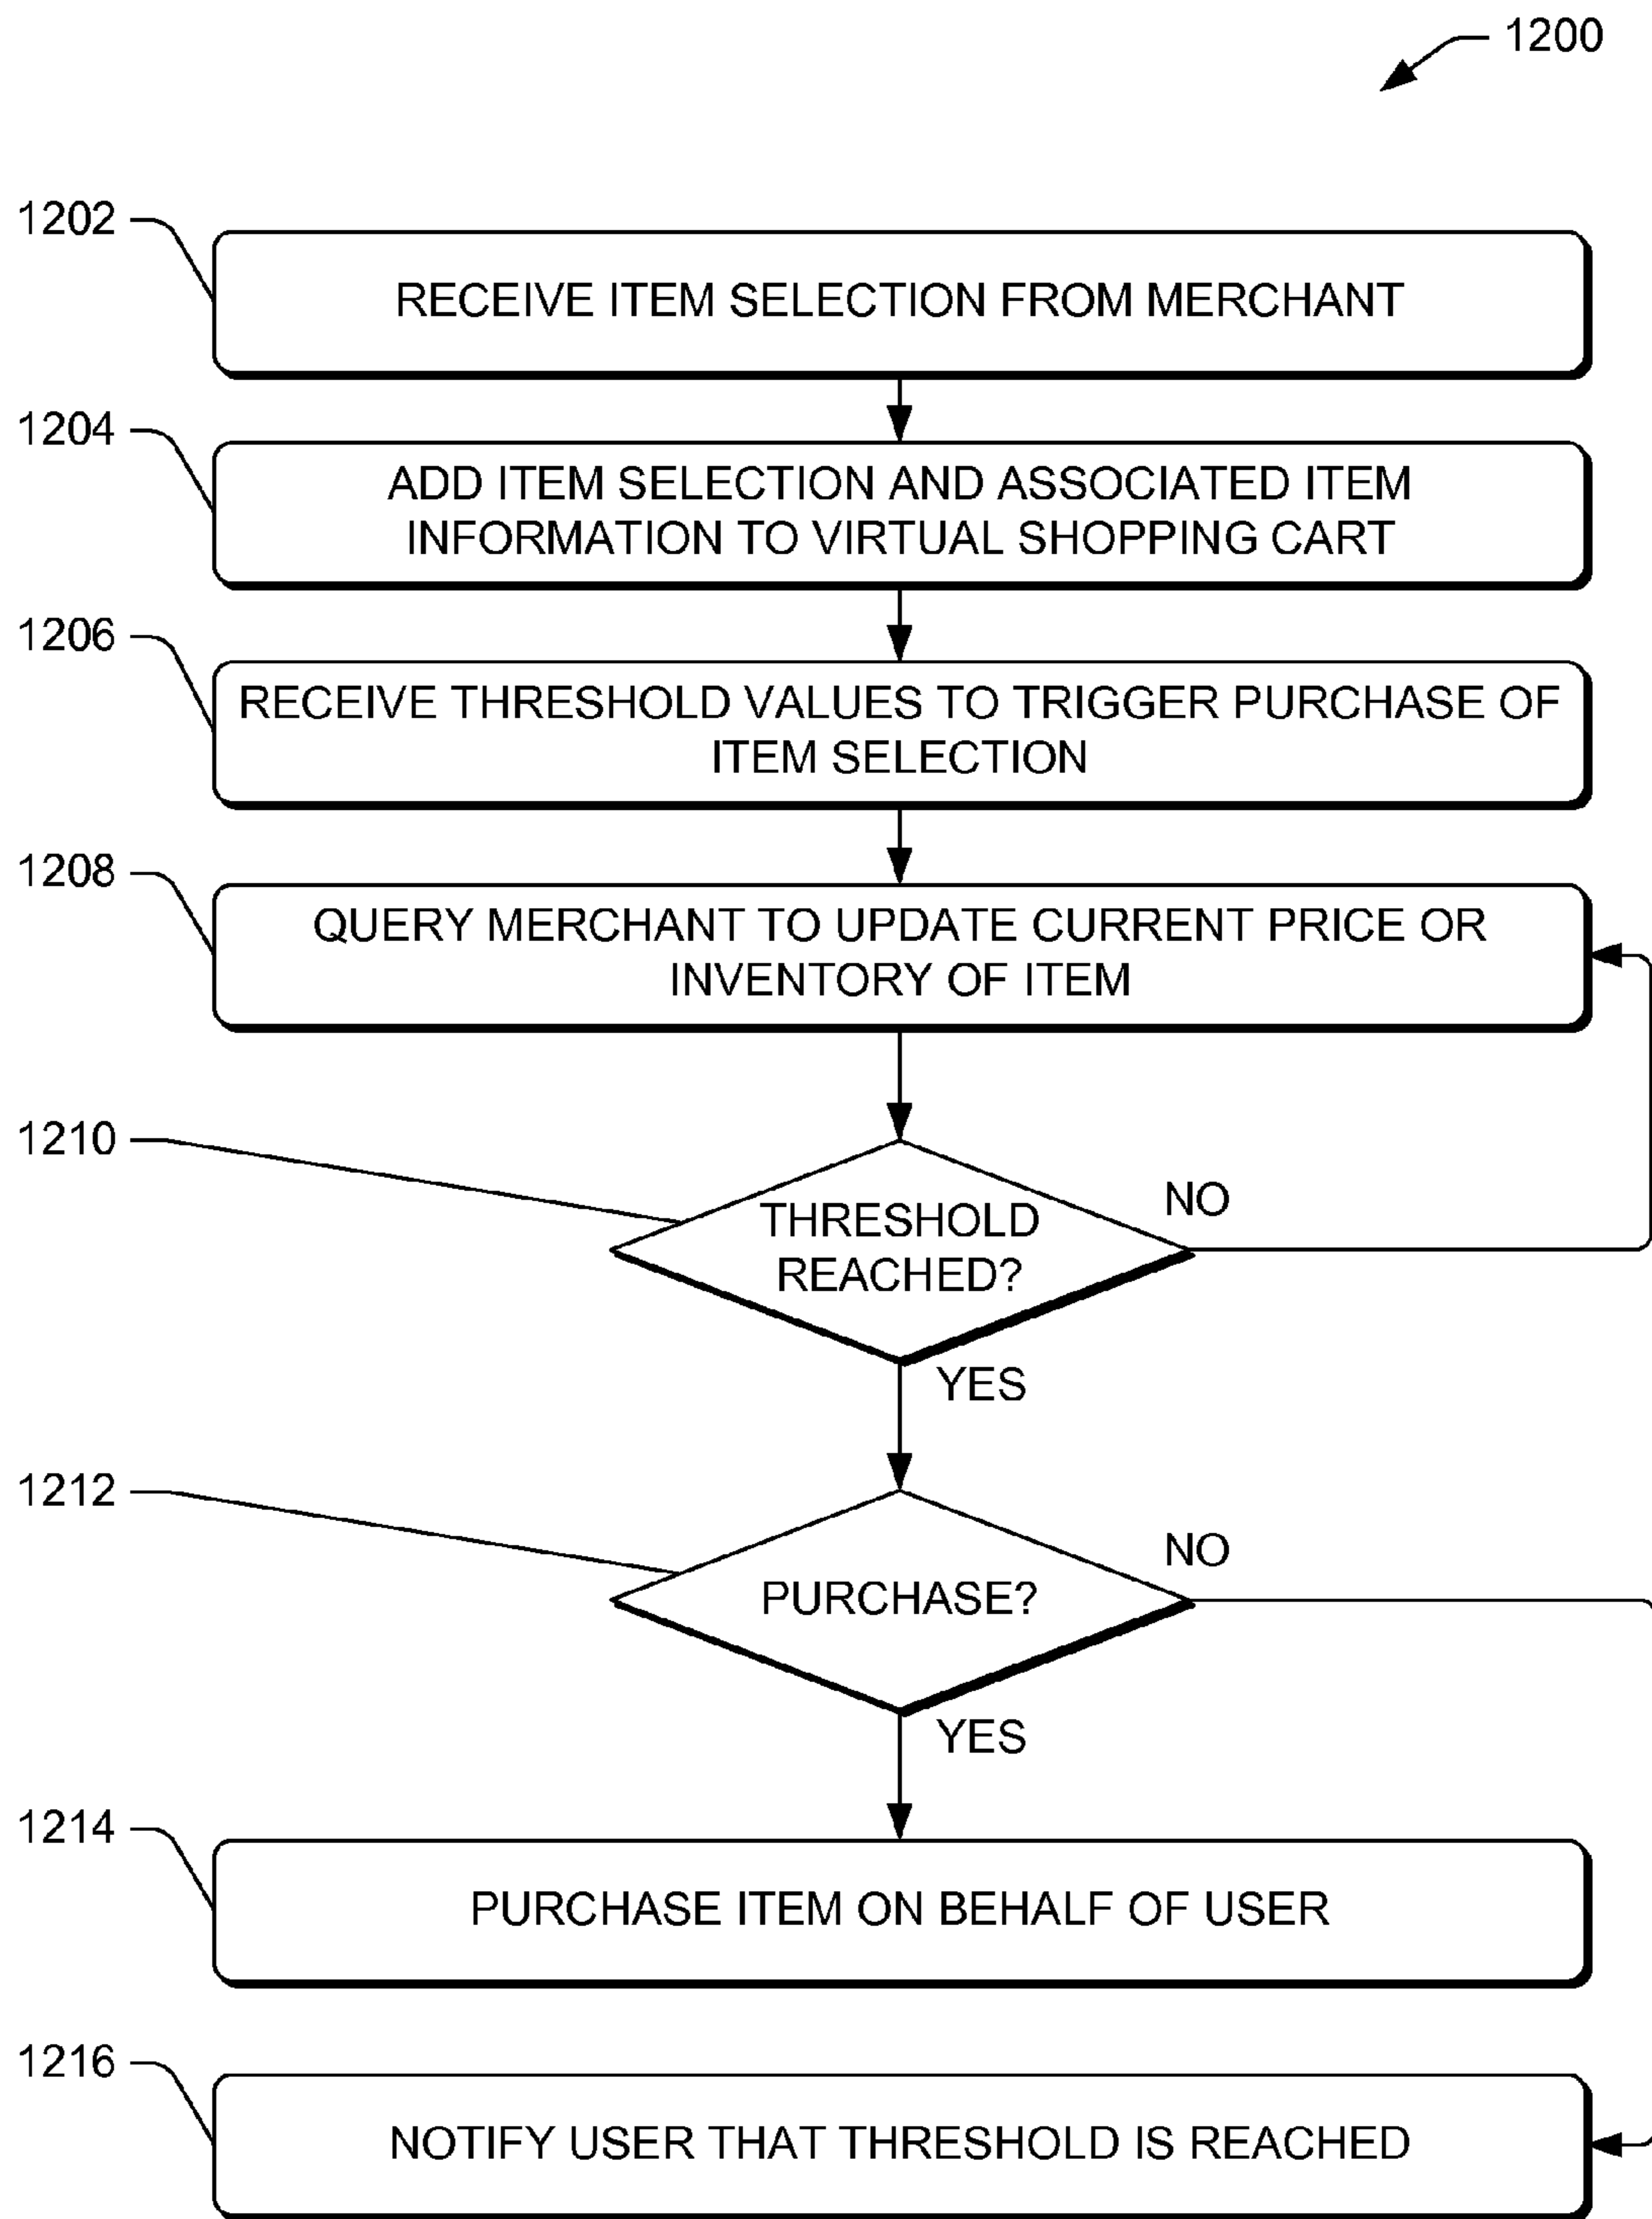 1200
1202
RECEIVE ITEM SELECTION FROM MERCHANT
1204
ADD ITEM SELECTION AND ASSOCIATED ITEM
INFORMATION TO VIRTUAL SHOPPING CART
1206
RECEIVE THRESHOLD VALUES TO TRIGGER PURCHASE OF
ITEM SELECTION
1208
QUERY MERCHANT TO UPDATE CURRENT PRICE OR
INVENTORY OF ITEM
1210
THRESHOLD
REACHED?
NO
YES
1212
PURCHASE?
NO
YES
1214
PURCHASE ITEM ON BEHALF OF USER
1216
NOTIFY USER THAT THRESHOLD IS REACHED